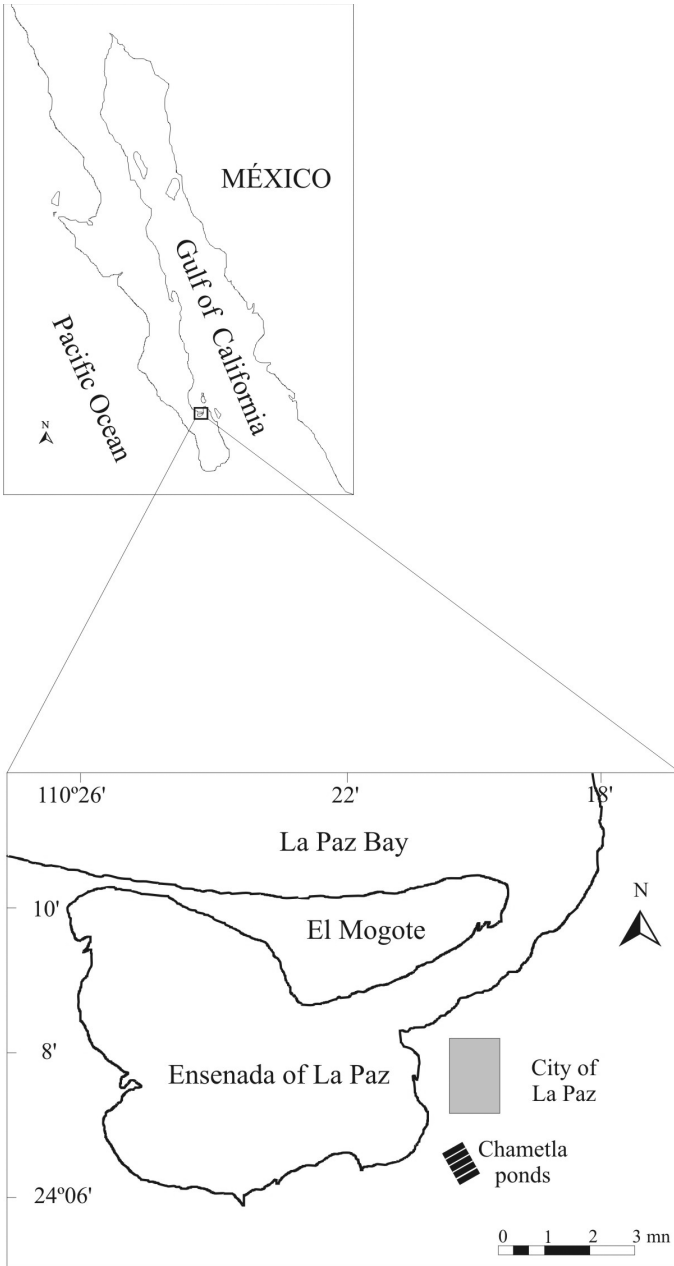 MÉXICO
Gulf of California
Pacific Ocean
N
110º26'
22'
18'
La Paz Bay
10'
El Mogote
N
8'
Ensenada of La Paz
City of
La Paz
Chametla
ponds
24º06'
0 1 2 3 mn